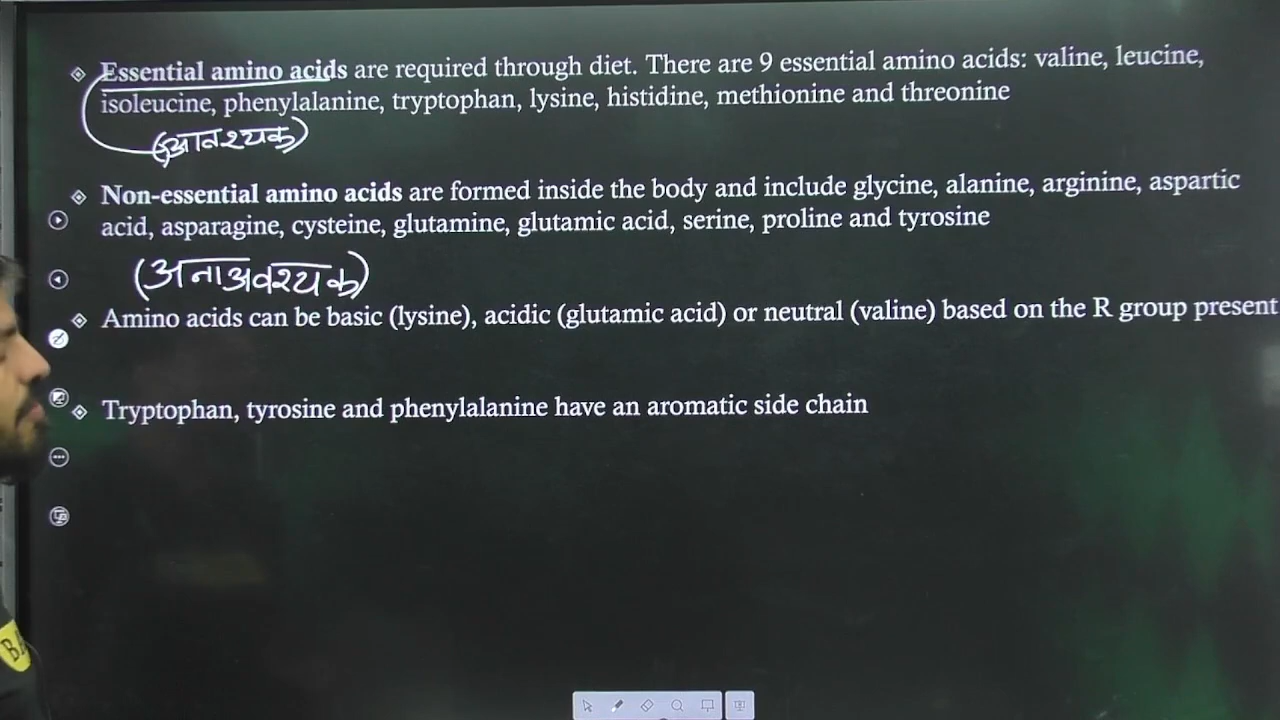 Essential amino acids are required through diet. There are 9 essential amino acids: valine, leucine,
isoleucine, phenylalanine, tryptophan, lysine, histidine, methionine and threonine
(आवश्यक)
Non-essential amino acids are formed inside the body and include glycine, alanine, arginine, aspartic
acid, asparagine, cysteine, glutamine, glutamic acid, serine, proline and tyrosine
(अनाअवश्यक)
Amino acids can be basic (lysine), acidic (glutamic acid) or neutral (valine) based on the R group present
Tryptophan, tyrosine and phenylalanine have an aromatic side chain